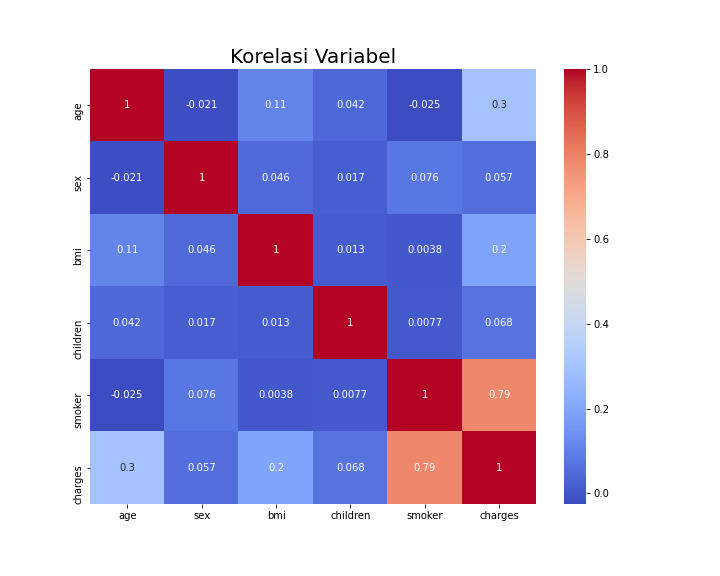 Korelasi Variabel
age 1 -0.021 0.11 0.042 -0.025 0.3
sex -0.021 1 0.046 0.017 0.076 0.057
bmi 0.11 0.046 1 0.013 0.0038 0.2
children 0.042 0.017 0.013 1 0.0077 0.068
smoker -0.025 0.076 0.0038 0.0077 1 0.79
charges 0.3 0.057 0.2 0.068 0.79 1
age sex bmi children smoker charges
1.0
0.8
0.6
0.4
0.2
0.0